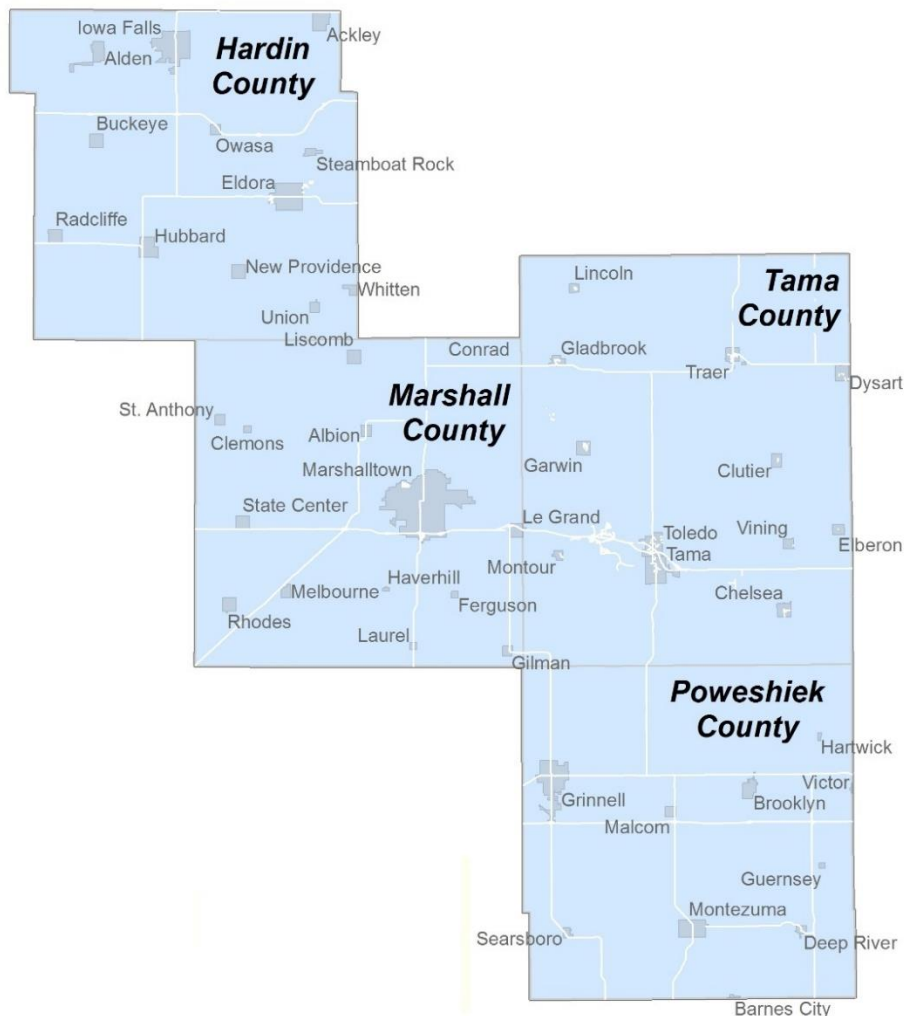 Iowa Falls
Ackley
Alden
Hardin
County
Buckeye
Owasa
Steamboat Rock
Eldora
Radcliffe
Hubbard
New Providence
Whitten
Union
Lincoln
Tama
County
Liscomb
Conrad
Gladbrook
Traer
Dysart
Marshall
County
St. Anthony
Clemons
Albion
Marshalltown
Garwin
Clutier
State Center
Le Grand
Toledo
Tama
Vining
Elberon
Montour
Haverhill
Melbourne
Ferguson
Chelsea
Rhodes
Laurel
Gilman
Poweshiek
County
Hartwick
Victor
Grinnell
Brooklyn
Malcom
Guernsey
Montezuma
Searsboro
Deep River
Barnes City